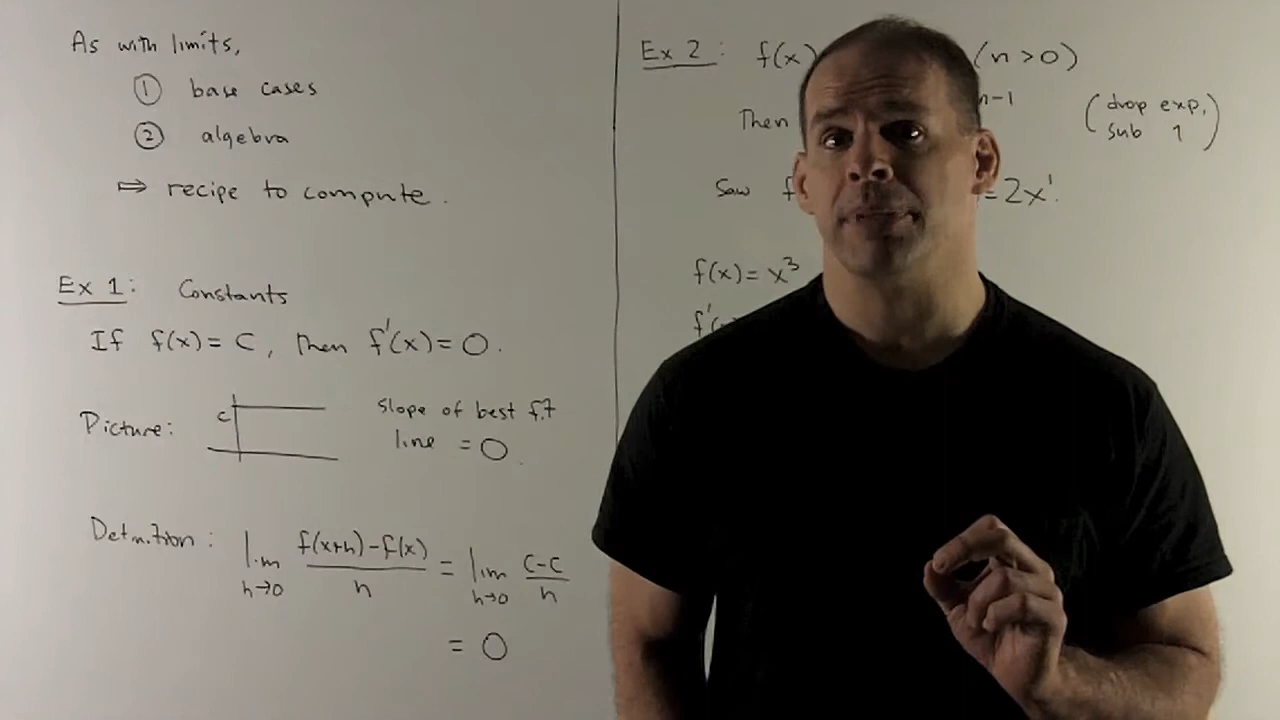 As with limits,
① base cases
② algebra
⇒ recipe to compute.
Ex 1: Constants
If f(x) = C, then f'(x) = 0.
Picture: c slope of best fit
line = 0.
Definition: lim h→0 f(x+h)-f(x) / h = lim h→0 C-C / h
= 0
Ex 2: f(x) (n>0)
Then n-1 (drop exp, sub 1)
Saw f = 2x¹.
f(x) = x³
f'(